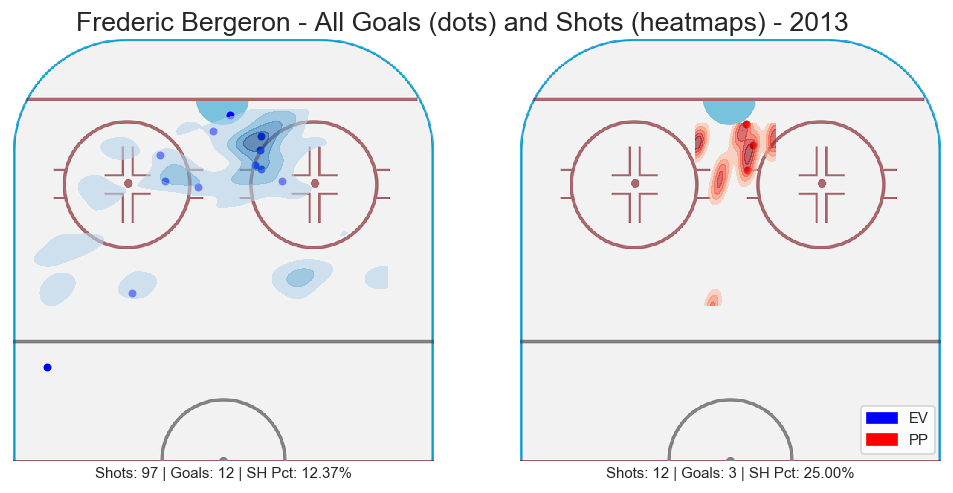 Frederic Bergeron - All Goals (dots) and Shots (heatmaps) - 2013
EV
PP
Shots: 97 | Goals: 12 | SH Pct: 12.37%
Shots: 12 | Goals: 3 | SH Pct: 25.00%